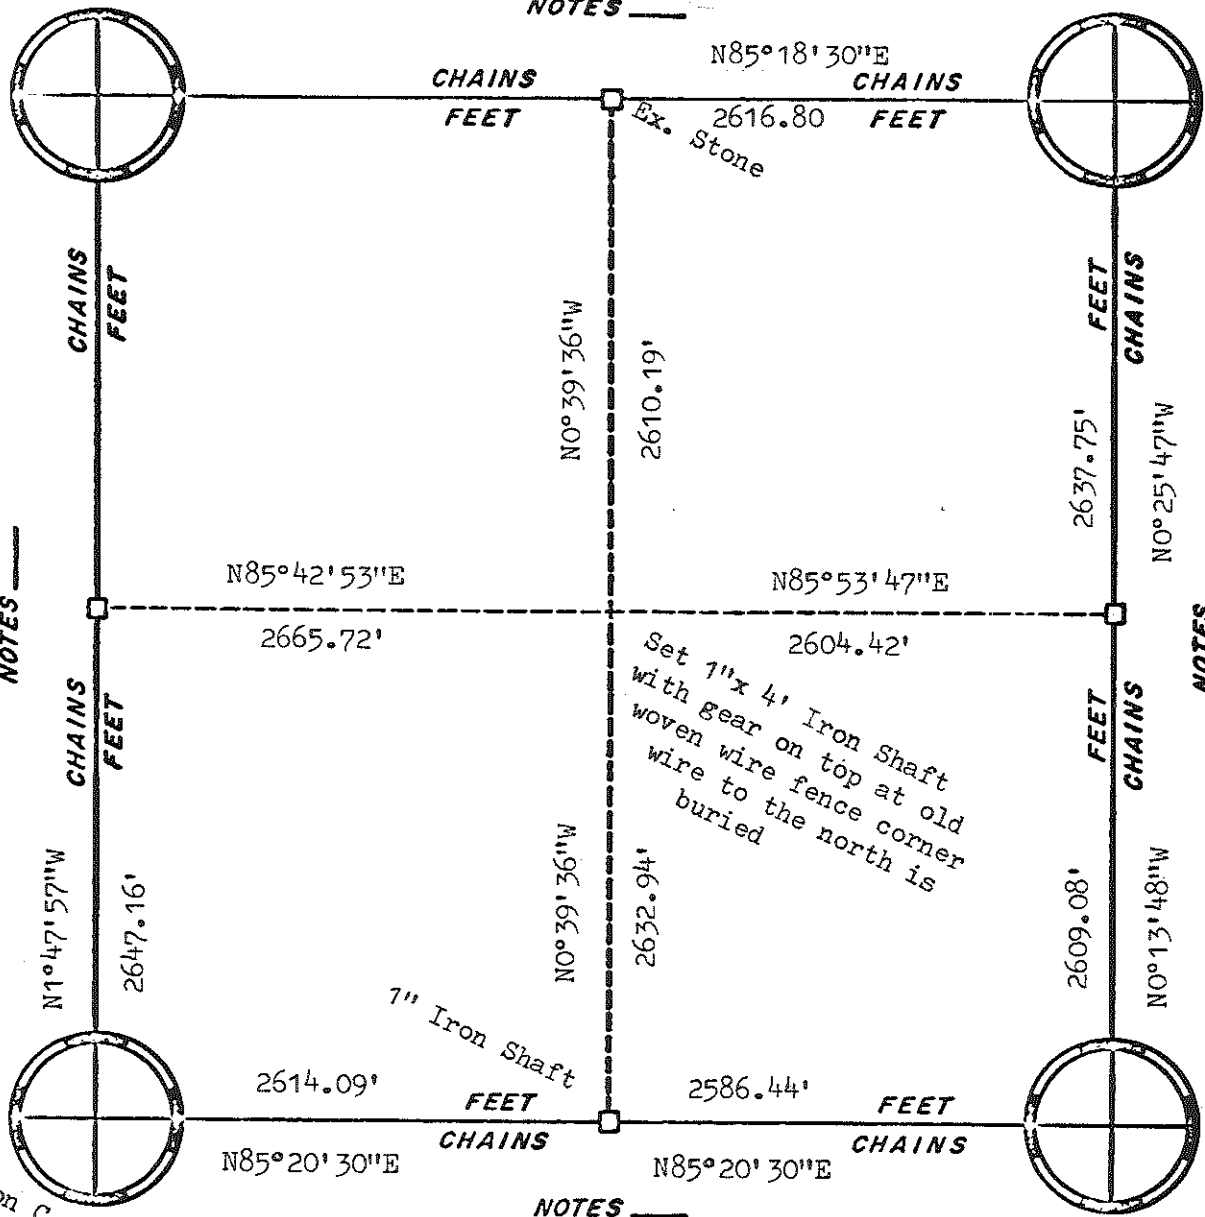 NOTES
N85°18'30"E
CHAINS
CHAINS
FEET
2616.80
FEET
Ex. Stone
CHAINS
FEET
FEET
CHAINS
N0°39'36"W
2610.19'
2637.75'
N0°25'47"W
NOTES
N85°42'53"E
N85°53'47"E
2665.72'
2604.42'
NOTES
Set 1"x 4' Iron Shaft
with gear on top at old
woven wire fence corner
wire to the north is
buried
CHAINS
FEET
FEET
CHAINS
N1°47'57"W
2647.16'
N0°39'36"W
2632.94'
2609.08'
N0°13'48"W
1" Iron Shaft
2614.09'
FEET
CHAINS
2586.44'
FEET
CHAINS
N85°20'30"E
N85°20'30"E
NOTES